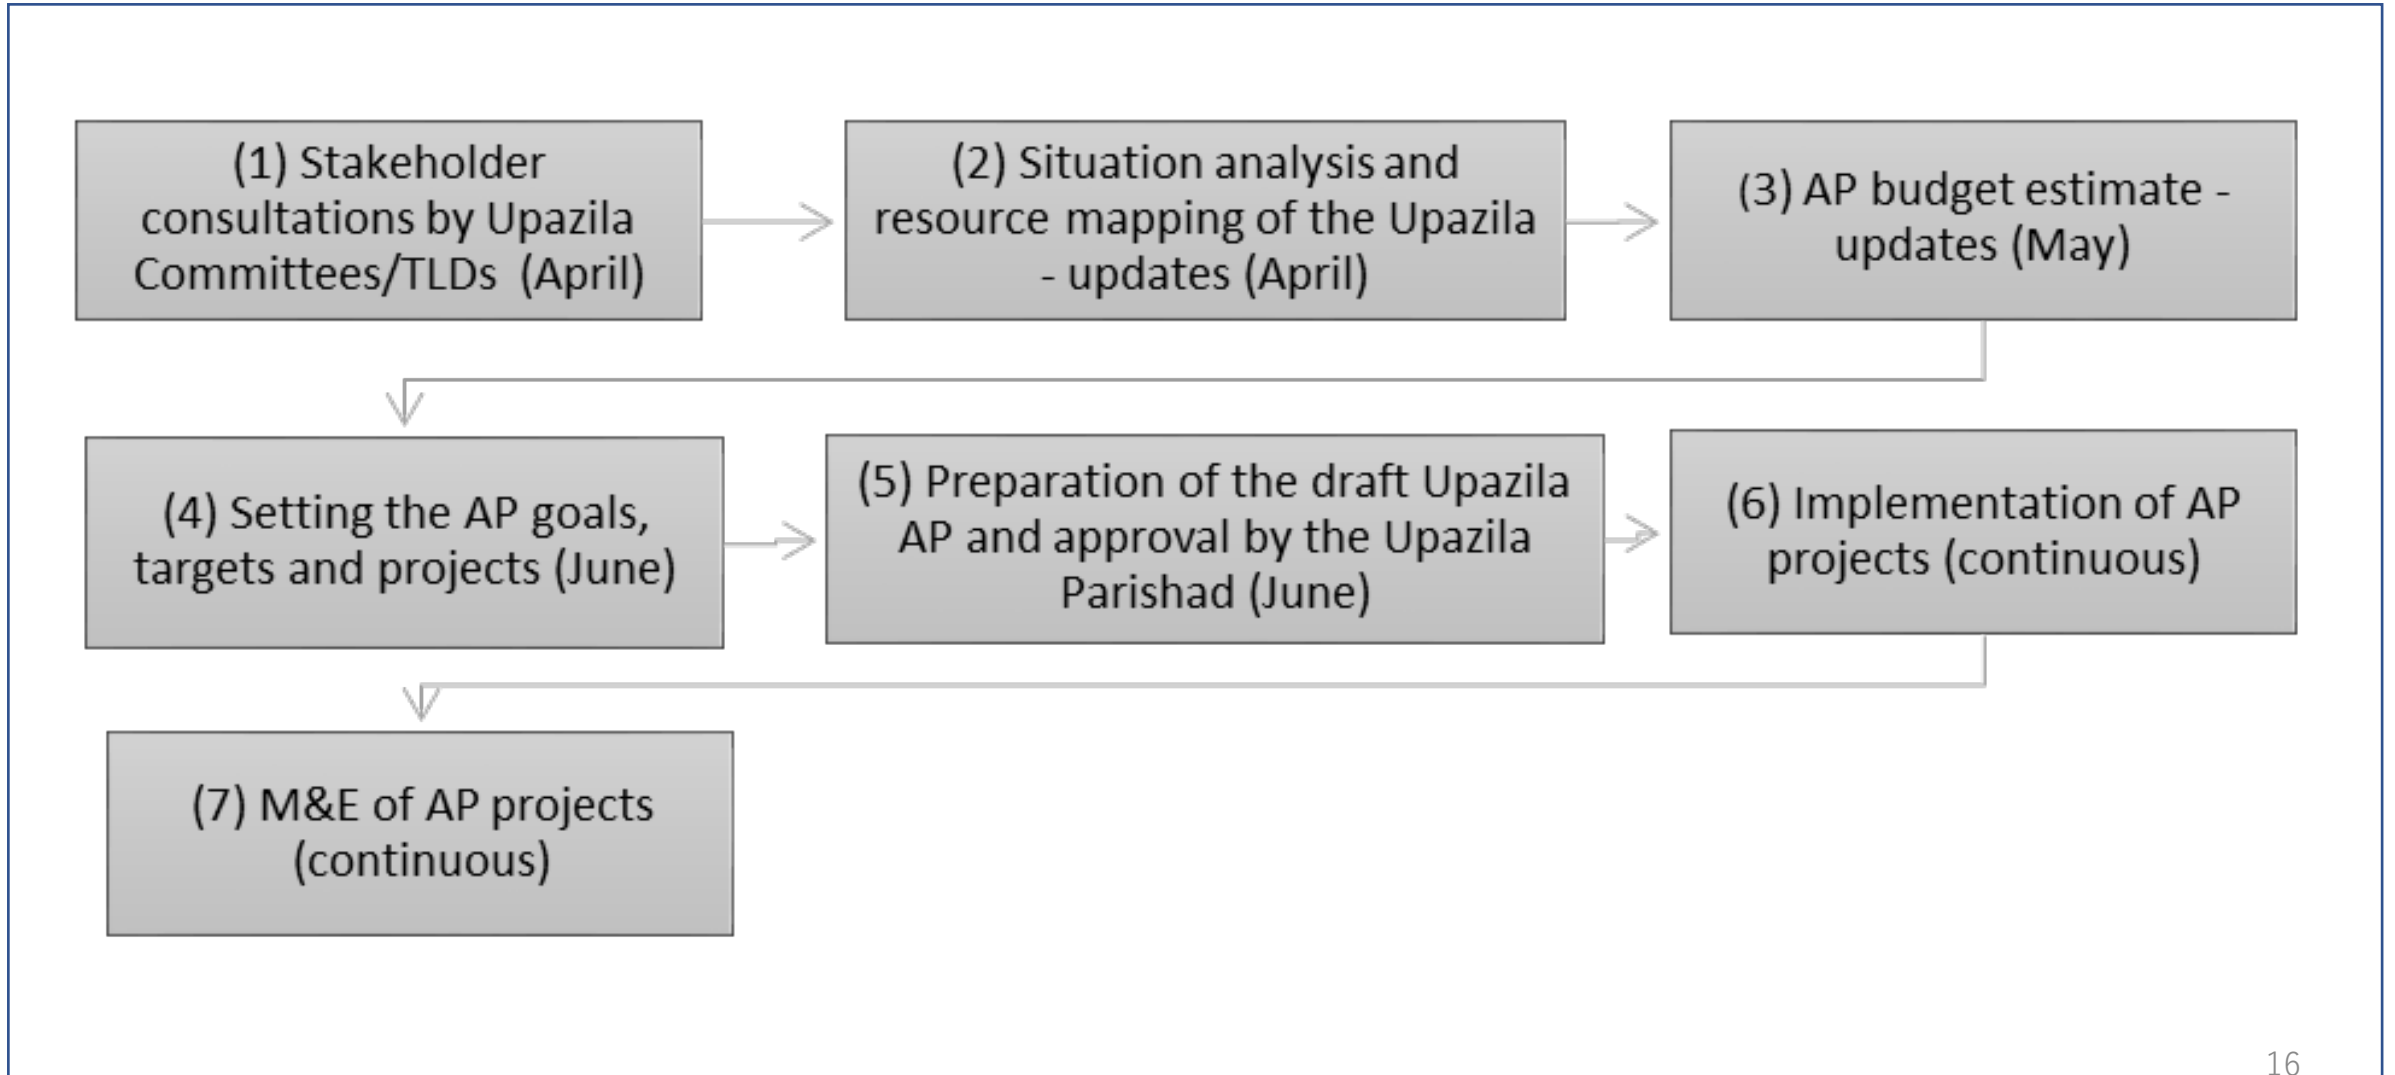 (1) Stakeholder
consultations by Upazila
Committees/TLDs (April)
(2) Situation analysis and
resource mapping of the Upazila
- updates (April)
(3) AP budget estimate -
updates (May)
(4) Setting the AP goals,
targets and projects (June)
(5) Preparation of the draft Upazila
AP and approval by the Upazila
Parishad (June)
(6) Implementation of AP
projects (continuous)
(7) M&E of AP projects
(continuous)
16